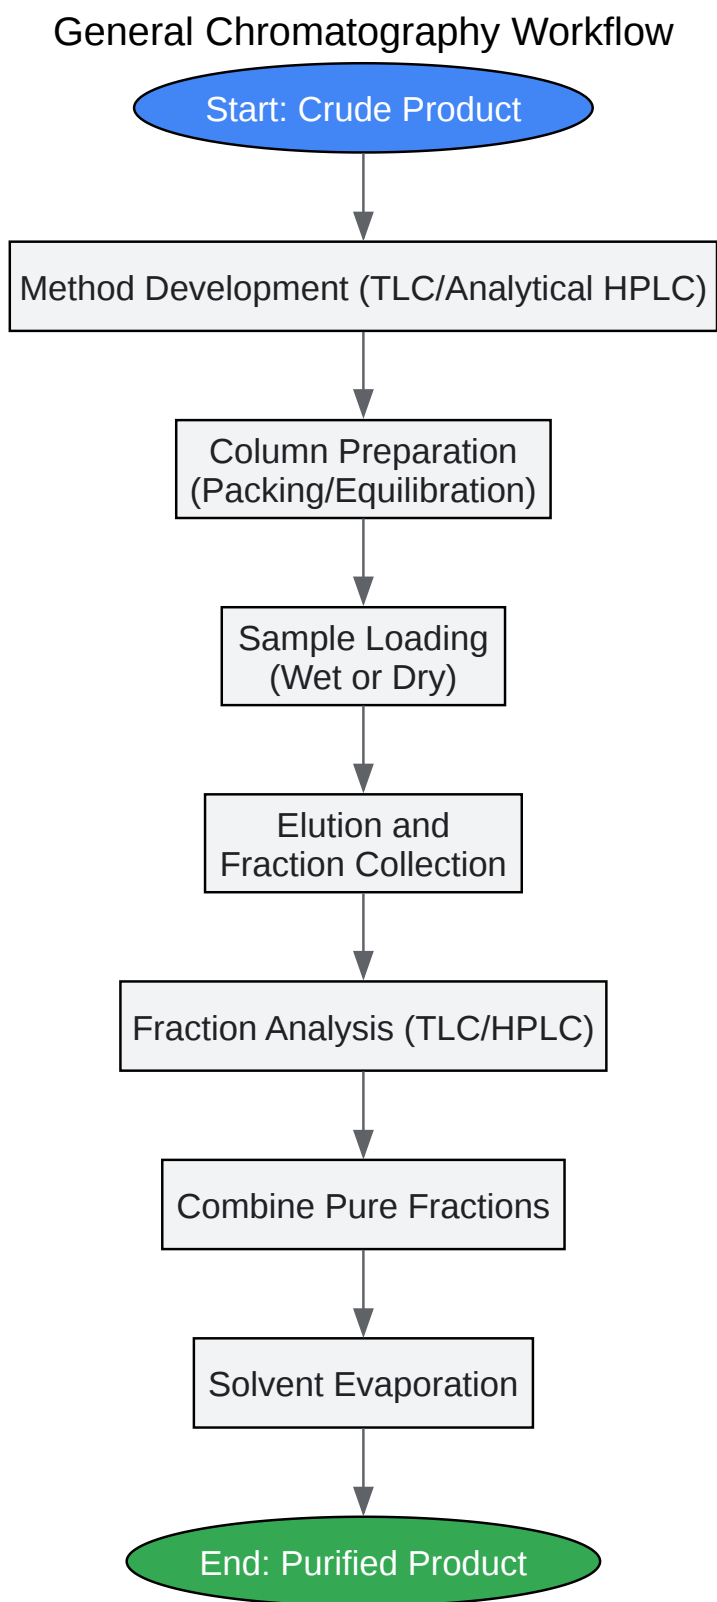 General Chromatography Workflow
Start: Crude Product
Method Development (TLC/Analytical HPLC)
Column Preparation
(Packing/Equilibration)
Sample Loading
(Wet or Dry)
Elution and
Fraction Collection
Fraction Analysis (TLC/HPLC)
Combine Pure Fractions
Solvent Evaporation
End: Purified Product